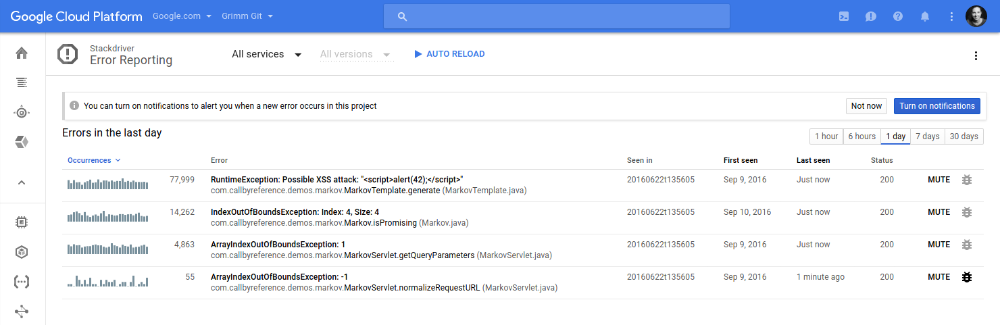 Google Cloud Platform Google.com Grimm Git
Stackdriver
Error Reporting
All services All versions AUTO RELOAD
You can turn on notifications to alert you when a new error occurs in this project Not now Turn on notifications
Errors in the last day
1 hour 6 hours 1 day 7 days 30 days
Occurrences Error Seen in First seen Last seen Status
77,999 RuntimeException: Possible XSS attack: "<script>alert(42);</script>" 20160622t135605 Sep 9, 2016 Just now 200 MUTE
com.callbyreference.demos.markov.MarkovTemplate.generate (MarkovTemplate.java)
14,262 IndexOutOfBoundsException: Index: 4, Size: 4 20160622t135605 Sep 10, 2016 Just now 200 MUTE
com.callbyreference.demos.markov.Markov.isPromising (Markov.java)
4,863 ArrayIndexOutOfBoundsException: 1 20160622t135605 Sep 9, 2016 Just now 200 MUTE
com.callbyreference.demos.markov.MarkovServlet.getQueryParameters (MarkovServlet.java)
55 ArrayIndexOutOfBoundsException: -1 20160622t135605 Sep 9, 2016 1 minute ago 200 MUTE
com.callbyreference.demos.markov.MarkovServlet.normalizeRequestURL (MarkovServlet.java)